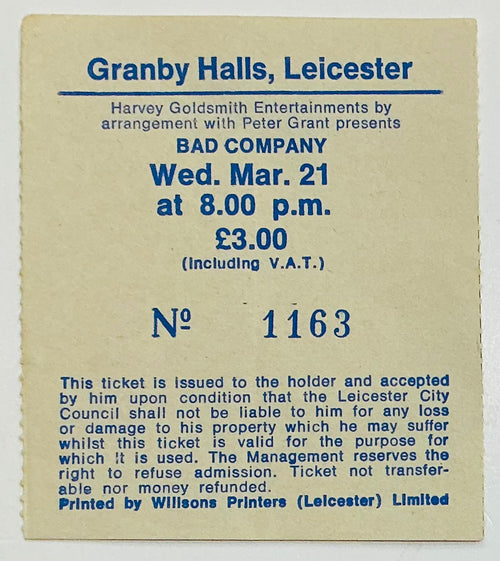 Granby Halls, Leicester
Harvey Goldsmith Entertainments by
arrangement with Peter Grant presents
BAD COMPANY
Wed. Mar. 21
at 8.00 p.m.
£3.00
(Including V.A.T.)
Nº 1163
This ticket is issued to the holder and accepted
by him upon condition that the Leicester City
Council shall not be liable to him for any loss
or damage to his property which he may suffer
whilst this ticket is valid for the purpose for
which it is used. The Management reserves the
right to refuse admission. Ticket not transfer-
able nor money refunded.
Printed by Willsons Printers (Leicester) Limited